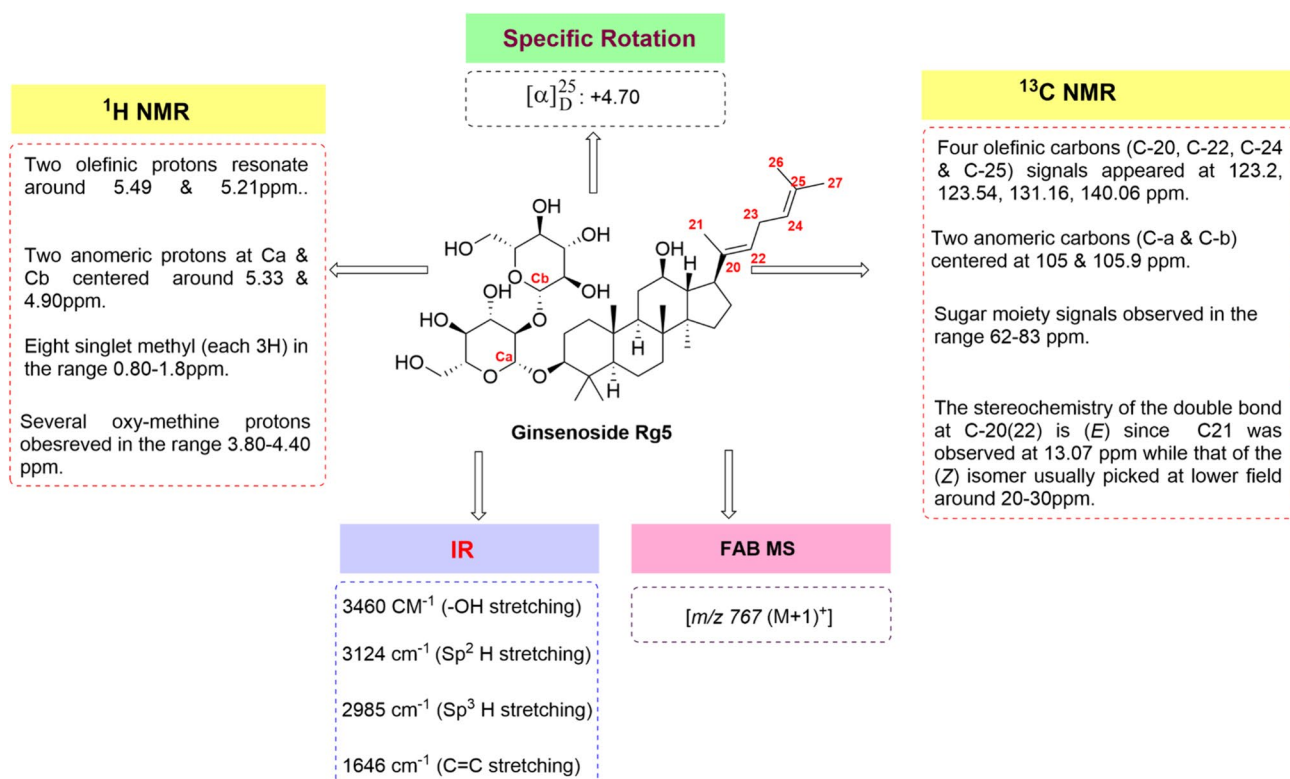 Specific Rotation
[α]²⁵D : +4.70
¹H NMR
Two olefinic protons resonate
around 5.49 & 5.21ppm..
Two anomeric protons at Ca &
Cb centered around 5.33 &
4.90ppm.
Eight singlet methyl (each 3H) in
the range 0.80-1.8ppm.
Several oxy-methine protons
obesreved in the range 3.80-4.40
ppm.
¹³C NMR
Four olefinic carbons (C-20, C-22, C-24
& C-25) signals appeared at 123.2,
123.54, 131.16, 140.06 ppm.
Two anomeric carbons (C-a & C-b)
centered at 105 & 105.9 ppm.
Sugar moiety signals observed in the
range 62-83 ppm.
The stereochemistry of the double bond
at C-20(22) is (E) since C21 was
observed at 13.07 ppm while that of the
(Z) isomer usually picked at lower field
around 20-30ppm.
26
25
27
23
24
21
22
20
OH
OH
HO
OH
O
Cb
OH
OH
HO
O
HO
Ca
O
O
OH
H
H
H
Ginsenoside Rg5
IR
3460 CM⁻¹ (-OH stretching)
3124 cm⁻¹ (Sp² H stretching)
2985 cm⁻¹ (Sp³ H stretching)
1646 cm⁻¹ (C=C stretching)
FAB MS
[m/z 767 (M+1)⁺]